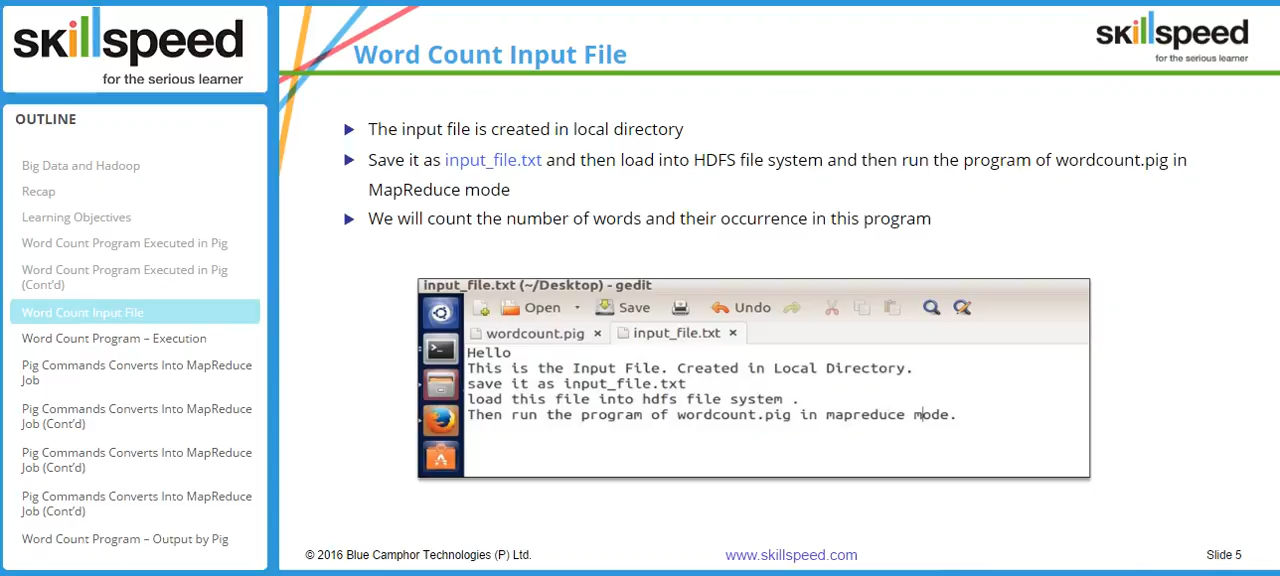 skillspeed
for the serious learner
OUTLINE
Big Data and Hadoop
Recap
Learning Objectives
Word Count Program Executed in Pig
Word Count Program Executed in Pig
(Cont'd)
Word Count Input File
Word Count Program – Execution
Pig Commands Converts Into MapReduce
Job
Pig Commands Converts Into MapReduce
Job (Cont'd)
Pig Commands Converts Into MapReduce
Job (Cont'd)
Pig Commands Converts Into MapReduce
Job (Cont'd)
Word Count Program – Output by Pig
Word Count Input File
skillspeed
for the serious learner
The input file is created in local directory
Save it as input_file.txt and then load into HDFS file system and then run the program of wordcount.pig in
MapReduce mode
We will count the number of words and their occurrence in this program
input_file.txt (~/Desktop) - gedit
Open Save Undo
wordcount.pig × input_file.txt ×
Hello
This is the Input File. Created in Local Directory.
save it as input_file.txt
load this file into hdfs file system .
Then run the program of wordcount.pig in mapreduce mode.
© 2016 Blue Camphor Technologies (P) Ltd.
www.skillspeed.com
Slide 5